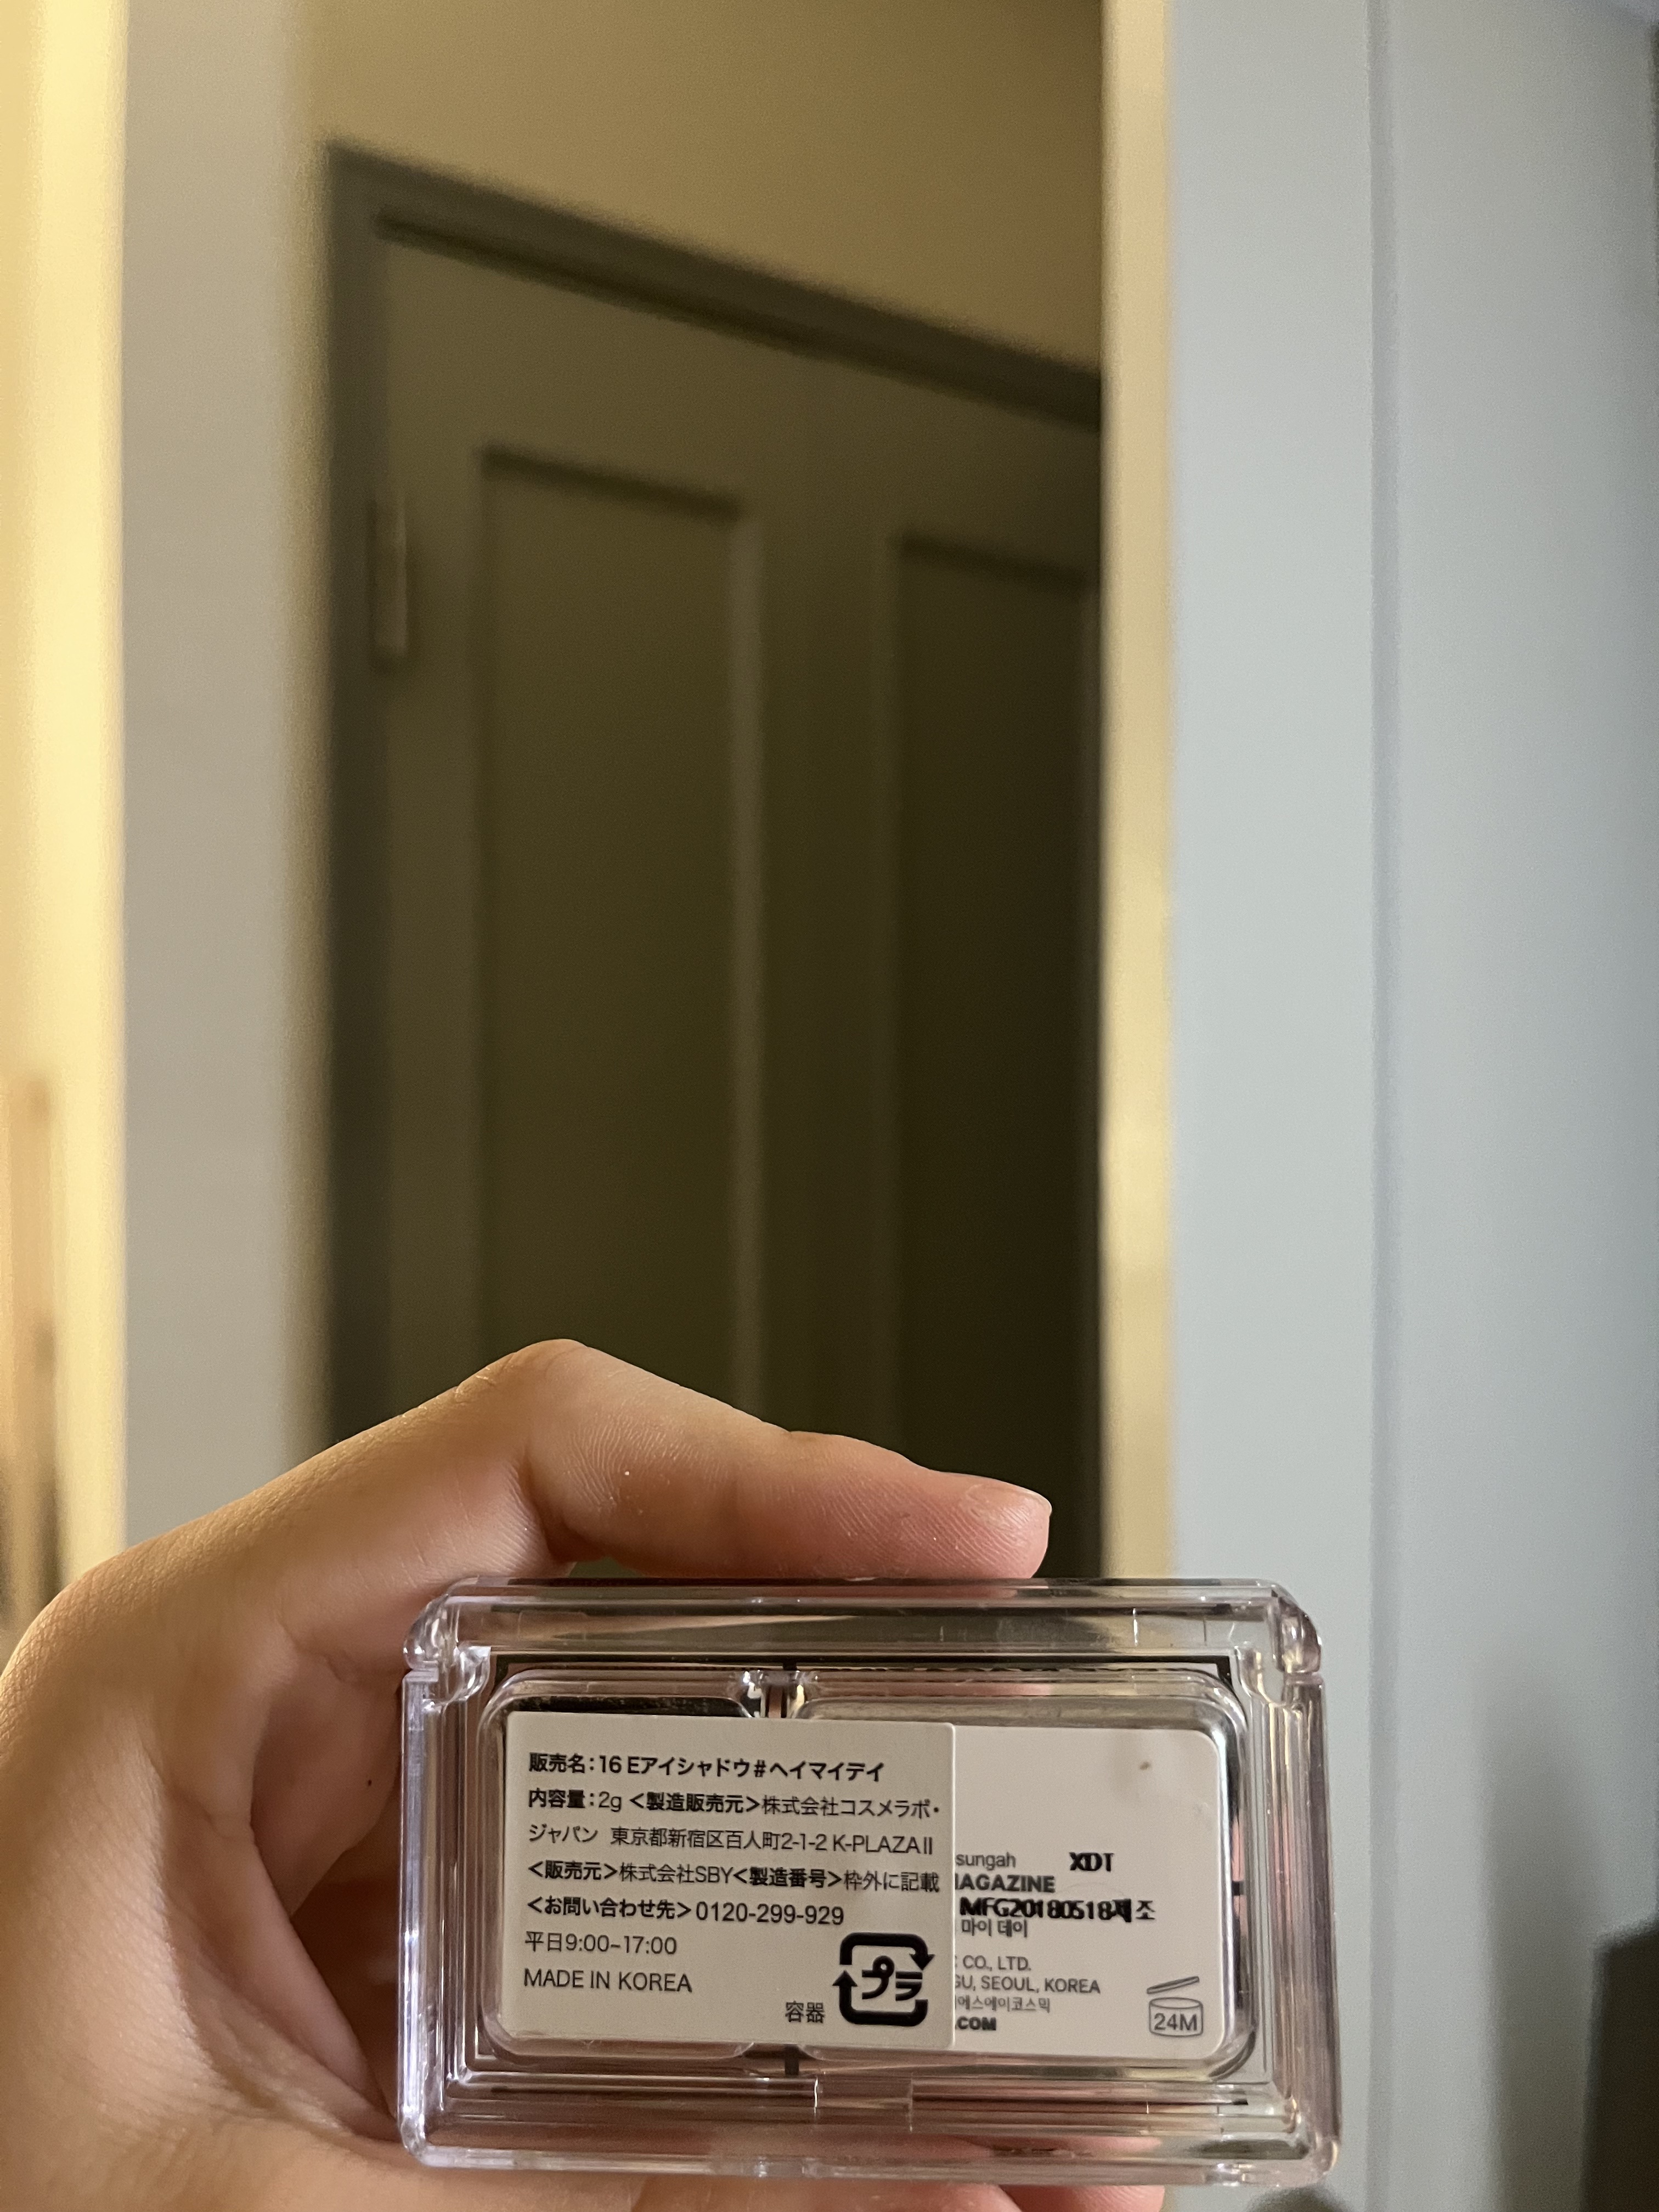 販売名:16 Eアイシャドウ#ヘイマイデイ
内容量:2g <製造販売元>株式会社コスメラボ・
ジャパン 東京都新宿区百人町2-1-2 K-PLAZAⅡ
<販売元>株式会社SBY<製造番号>枠外に記載
<お問い合わせ先>0120-299-929
平日9:00~17:00
MADE IN KOREA
容器
プラ
sungah XDT
AGAZINE
MFG20180518제조
마이 데이
CO., LTD.
GU, SEOUL, KOREA
에스에이코스믹
.COM
24M